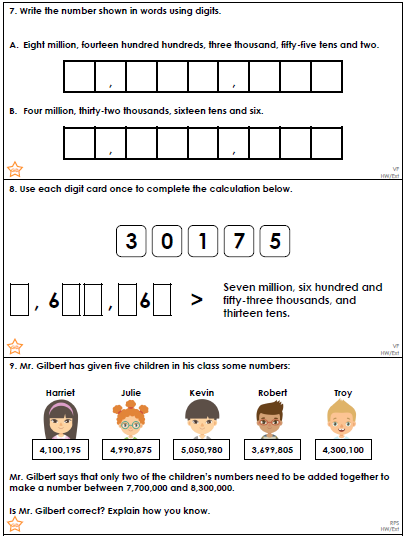 7. Write the number shown in words using digits.
A. Eight million, fourteen hundred hundreds, three thousand, fifty-five tens and two.
, ,
B. Four million, thirty-two thousands, sixteen tens and six.
, ,
VF
HW/Ext
8. Use each digit card once to complete the calculation below.
3 0 1 7 5
, 6 , 6 > Seven million, six hundred and
fifty-three thousands, and
thirteen tens.
VF
HW/Ext
9. Mr. Gilbert has given five children in his class some numbers:
Harriet Julie Kevin Robert Troy
4,100,195 4,990,875 5,050,980 3,699,805 4,300,100
Mr. Gilbert says that only two of the children's numbers need to be added together to
make a number between 7,700,000 and 8,300,000.
Is Mr. Gilbert correct? Explain how you know.
RPS
HW/Ext